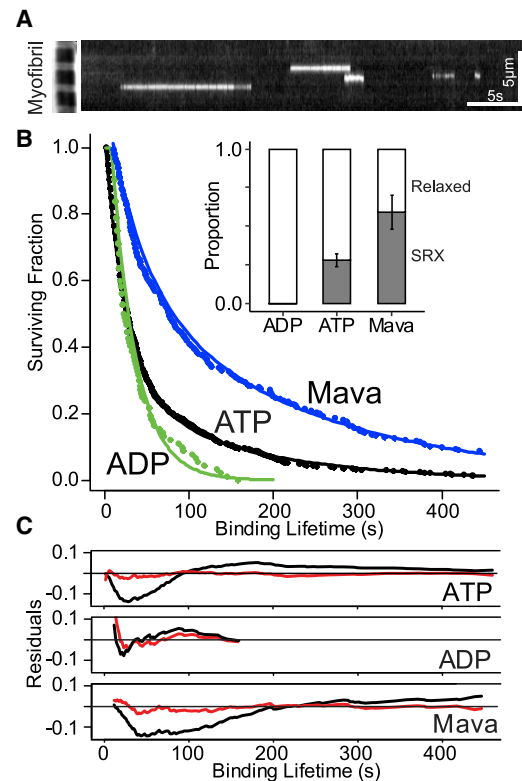 A
Myofibril
5s
5µm
B
Surviving Fraction
1.0
0.8
0.6
0.4
0.2
0.0
0
100
200
300
400
Binding Lifetime (s)
Mava
ATP
ADP
Proportion
1.0
0.0
ADP
ATP
Mava
Relaxed
SRX
C
Residuals
0.1
-0.1
ATP
0.1
-0.1
ADP
0.1
-0.1
Mava
0
100
200
300
400
Binding Lifetime (s)